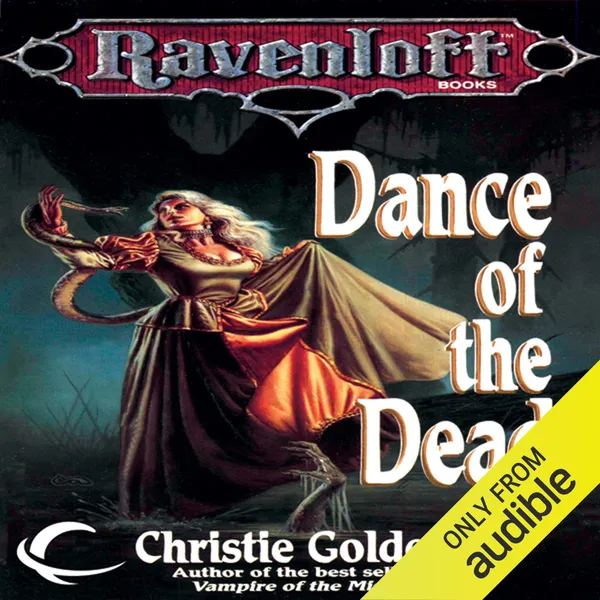 Ravenloft™
BOOKS
Dance
of
the
Dead
Christie Golde
Author of the best sel
Vampire of the Mi
ONLY FROM
audible